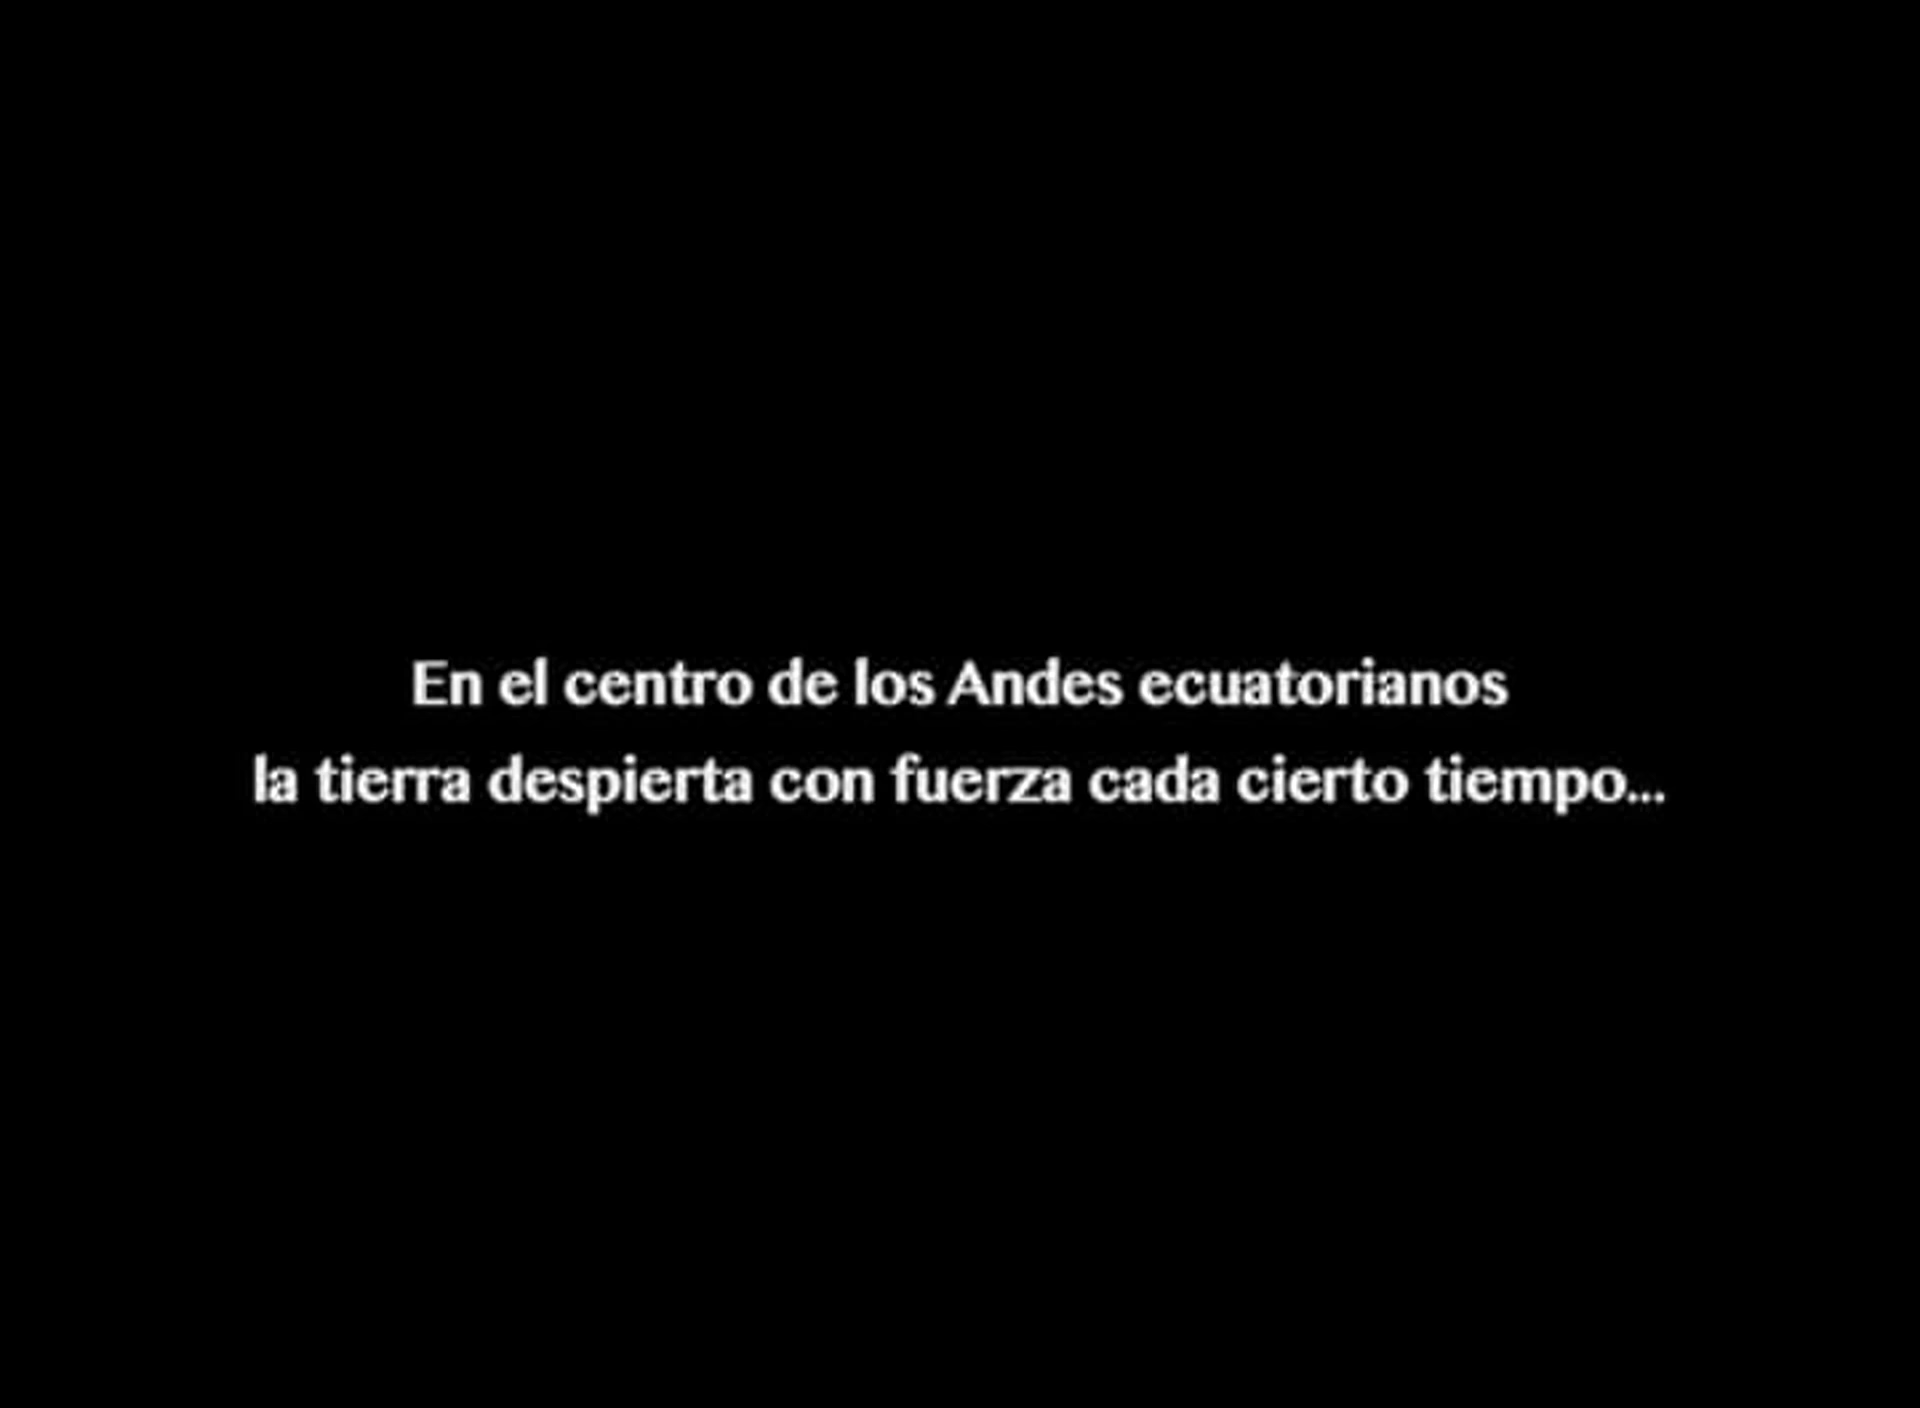 En el centro de los Andes ecuatorianos
la tierra despierta con fuerza cada cierto tiempo...